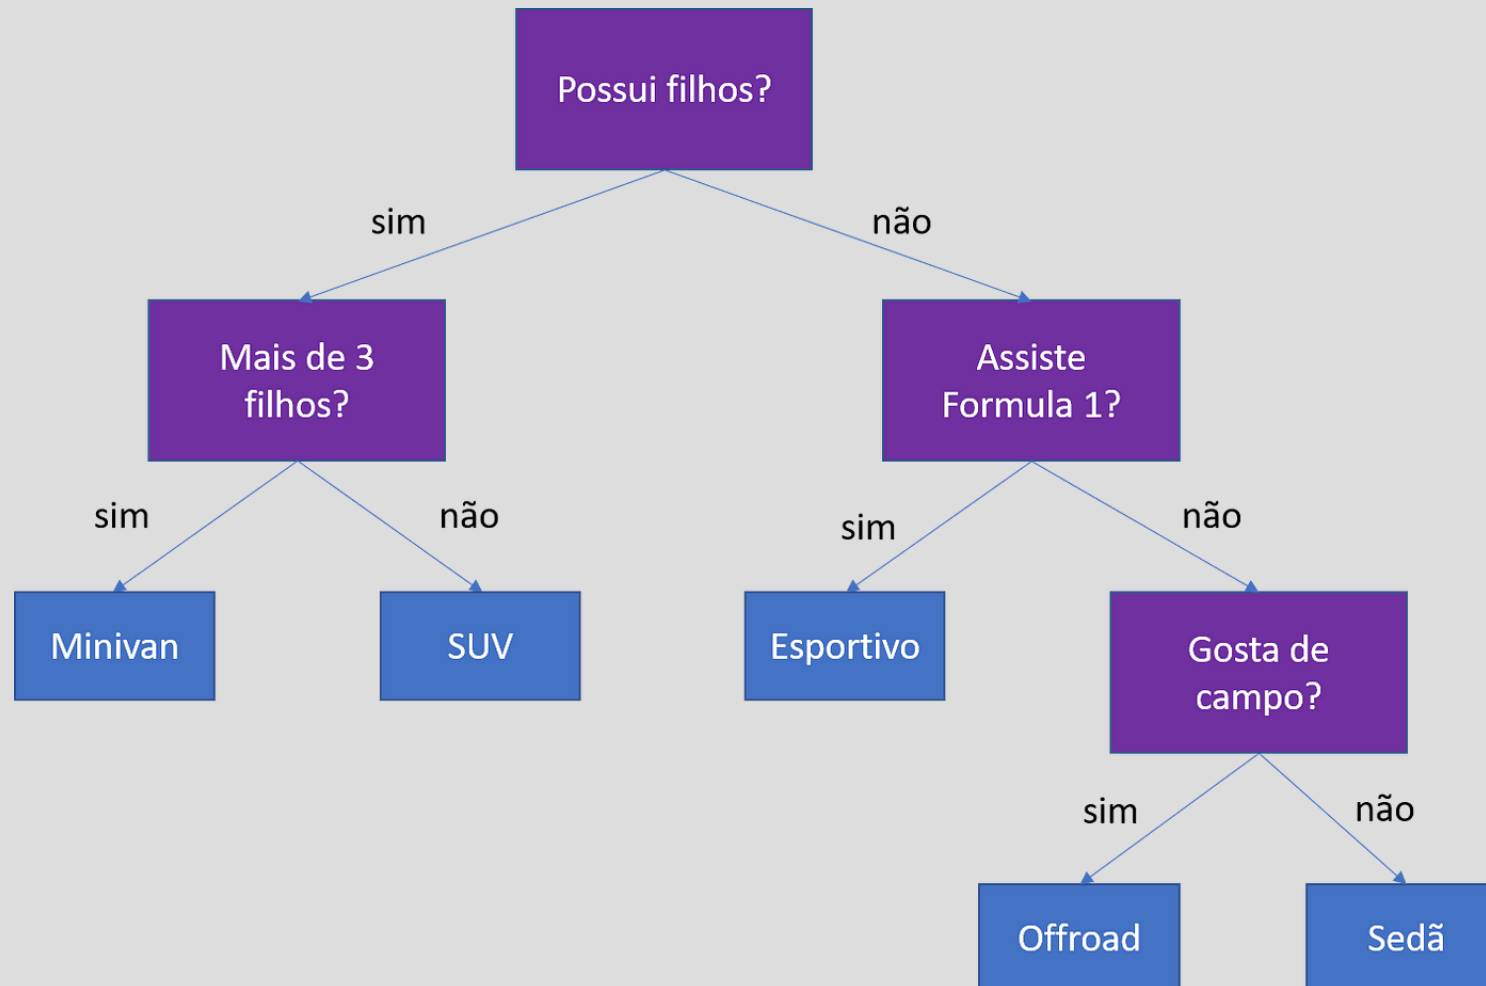 Possui filhos?
sim
não
Mais de 3
filhos?
Assiste
Formula 1?
sim
não
sim
não
Minivan
SUV
Esportivo
Gosta de
campo?
sim
não
Offroad
Sedã